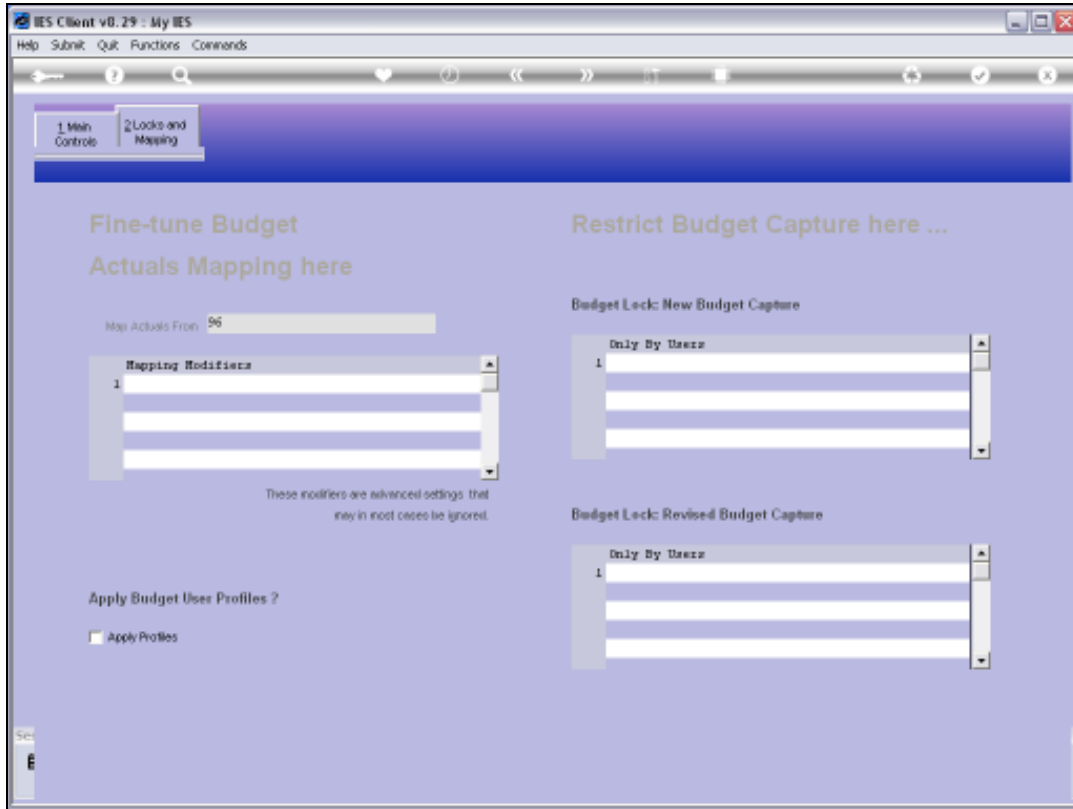 IES Client v8.29 : My IES
Help Submit Quit Functions Commands
1 Main
Controls
2 Locks and
Mapping
Fine-tune Budget
Actuals Mapping here
Map Actuals From 96
Mapping Modifiers
1
These modifiers are advanced settings that
may in most cases be ignored.
Apply Budget User Profiles ?
Apply Profiles
Restrict Budget Capture here ...
Budget Lock: New Budget Capture
Only By Users
1
Budget Lock: Revised Budget Capture
Only By Users
1